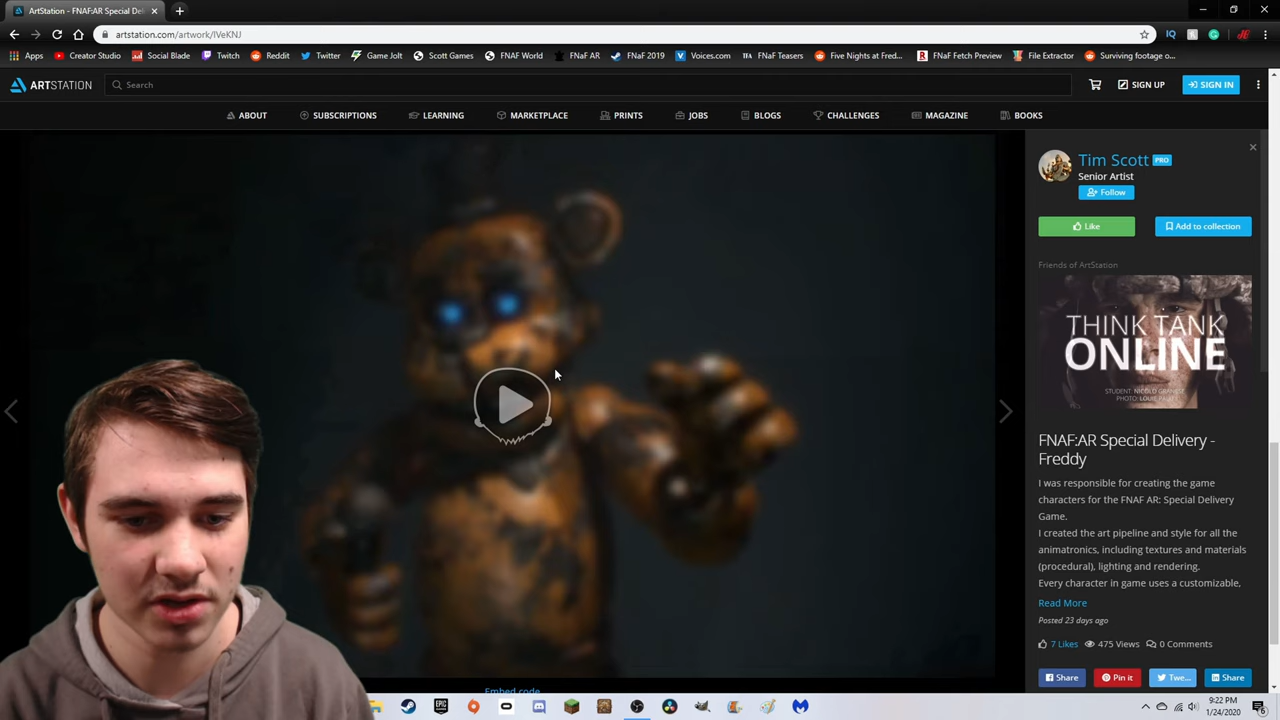 ArtStation - FNAF:AR Special Del
artstation.com/artwork/lVeKNJ
Apps Creator Studio Social Blade Twitch Reddit Twitter Game Jolt Scott Games FNAF World FNaF AR FNaF 2019 Voices.com FNaF Teasers Five Nights at Fred... FNaF Fetch Preview File Extractor Surviving footage o...
ARTSTATION Search SIGN UP SIGN IN
ABOUT SUBSCRIPTIONS LEARNING MARKETPLACE PRINTS JOBS BLOGS CHALLENGES MAGAZINE BOOKS
Tim Scott PRO
Senior Artist
Follow
Like Add to collection
Friends of ArtStation
THINK TANK
ONLINE
FNAF:AR Special Delivery -
Freddy
I was responsible for creating the game
characters for the FNAF AR: Special Delivery
Game.
I created the art pipeline and style for all the
animatronics, including textures and materials
(procedural), lighting and rendering.
Every character in game uses a customizable,
Read More
Posted 23 days ago
7 Likes 475 Views 0 Comments
Share Pin it Twe... Share
Embed code
9:22 PM
1/24/2020